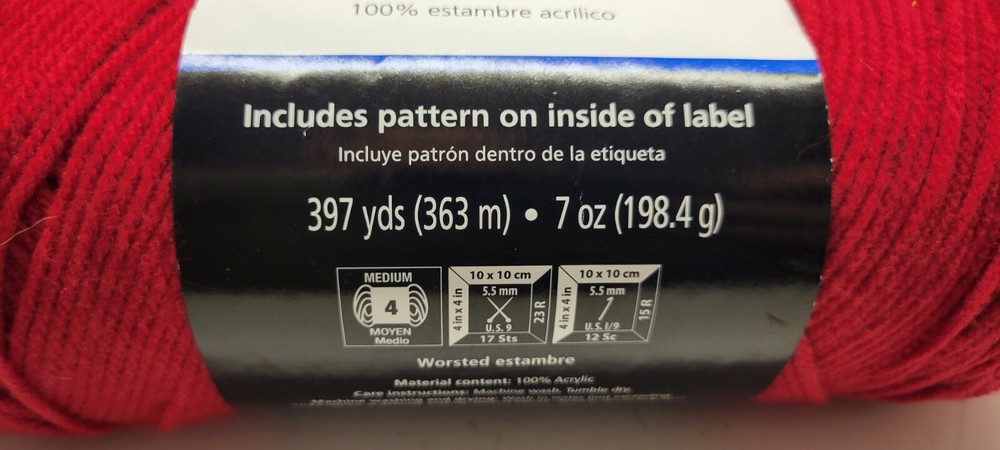 100% estambre acrílico
Includes pattern on inside of label
Incluye patrón dentro de la etiqueta
397 yds (363 m) • 7 oz (198.4 g)
MEDIUM
4
MOYEN
Medio
10 x 10 cm
4 in x 4 in
5.5 mm
U.S. 9
23 R
17 Sts
10 x 10 cm
4 in x 4 in
5.5 mm
U.S. I/9
15 R
12 Sc
Worsted estambre
Material content: 100% Acrylic
Care instructions: Machine wash. Tumble dry.